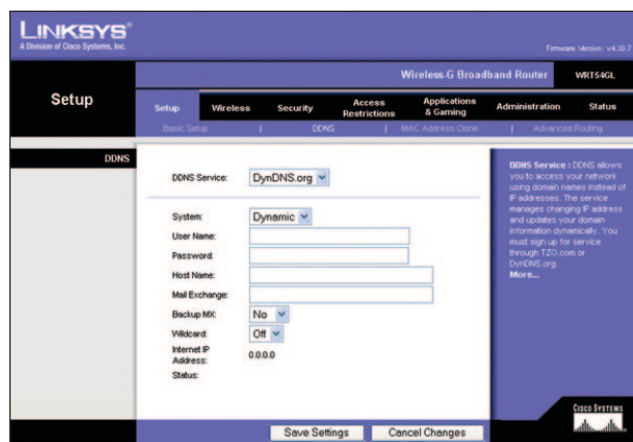 LINKSYS®
A Division of Cisco Systems, Inc.
Firmware Version: v4.30.7
Wireless-G Broadband Router WRT54GL
Setup
Setup Wireless Security Access Restrictions Applications & Gaming Administration Status
Basic Setup | DDNS | MAC Address Clone | Advanced Routing
DDNS
DDNS Service: DynDNS.org
System: Dynamic
User Name:
Password:
Host Name:
Mail Exchange:
Backup MX: No
Wildcard: Off
Internet IP
Address: 0.0.0.0
Status:
DDNS Service : DDNS allows
you to access your network
using domain names instead of
IP addresses. The service
manages changing IP address
and updates your domain
information dynamically. You
must sign up for service
through TZO.com or
DynDNS.org.
More...
Save Settings Cancel Changes
CISCO SYSTEMS